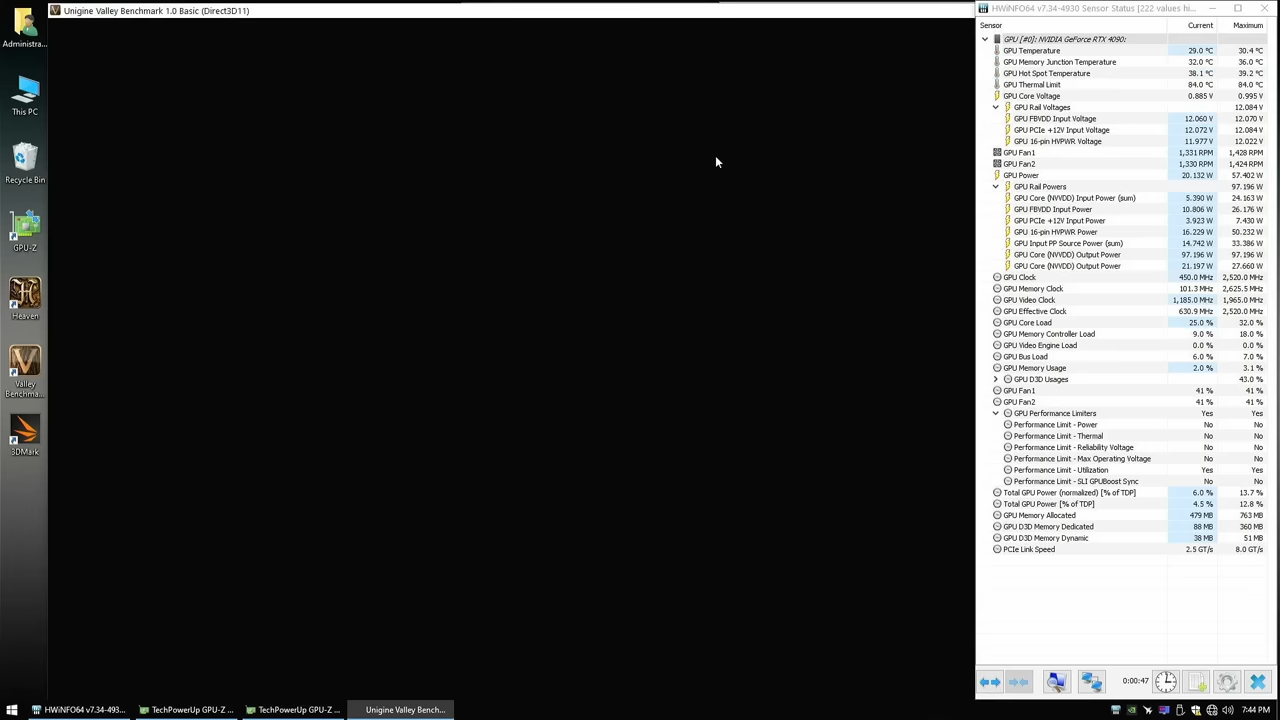 Unigine Valley Benchmark 1.0 Basic (Direct3D11)
Administra...
This PC
Recycle Bin
GPU-Z
Heaven
Valley
Benchma...
3DMark
HWiNFO64 v7.34-4930 Sensor Status [222 values hi...
Sensor Current Maximum
GPU [#0]: NVIDIA GeForce RTX 4090:
GPU Temperature 29.0 °C 30.4 °C
GPU Memory Junction Temperature 32.0 °C 36.0 °C
GPU Hot Spot Temperature 38.1 °C 39.2 °C
GPU Thermal Limit 84.0 °C 84.0 °C
GPU Core Voltage 0.885 V 0.995 V
GPU Rail Voltages 12.084 V
GPU FBVDD Input Voltage 12.060 V 12.070 V
GPU PCIe +12V Input Voltage 12.072 V 12.084 V
GPU 16-pin HVPWR Voltage 11.977 V 12.022 V
GPU Fan1 1,331 RPM 1,428 RPM
GPU Fan2 1,330 RPM 1,424 RPM
GPU Power 20.132 W 57.402 W
GPU Rail Powers 97.196 W
GPU Core (NVVDD) Input Power (sum) 5.390 W 24.163 W
GPU FBVDD Input Power 10.806 W 26.176 W
GPU PCIe +12V Input Power 3.923 W 7.430 W
GPU 16-pin HVPWR Power 16.229 W 50.232 W
GPU Input PP Source Power (sum) 14.742 W 33.386 W
GPU Core (NVVDD) Output Power 97.196 W 97.196 W
GPU Core (NVVDD) Output Power 21.197 W 27.660 W
GPU Clock 450.0 MHz 2,520.0 MHz
GPU Memory Clock 101.3 MHz 2,625.5 MHz
GPU Video Clock 1,185.0 MHz 1,965.0 MHz
GPU Effective Clock 630.9 MHz 2,520.0 MHz
GPU Core Load 25.0 % 32.0 %
GPU Memory Controller Load 9.0 % 18.0 %
GPU Video Engine Load 0.0 % 0.0 %
GPU Bus Load 6.0 % 7.0 %
GPU Memory Usage 2.0 % 3.1 %
GPU D3D Usages 43.0 %
GPU Fan1 41 % 41 %
GPU Fan2 41 % 41 %
GPU Performance Limiters Yes Yes
Performance Limit - Power No No
Performance Limit - Thermal No No
Performance Limit - Reliability Voltage No No
Performance Limit - Max Operating Voltage No No
Performance Limit - Utilization Yes Yes
Performance Limit - SLI GPUBoost Sync No No
Total GPU Power (normalized) [% of TDP] 6.0 % 13.7 %
Total GPU Power [% of TDP] 4.5 % 12.8 %
GPU Memory Allocated 479 MB 763 MB
GPU D3D Memory Dedicated 88 MB 360 MB
GPU D3D Memory Dynamic 38 MB 51 MB
PCIe Link Speed 2.5 GT/s 8.0 GT/s
0:00:47
HWiNFO64 v7.34-493... TechPowerUp GPU-Z ... TechPowerUp GPU-Z ... Unigine Valley Bench... 7:44 PM